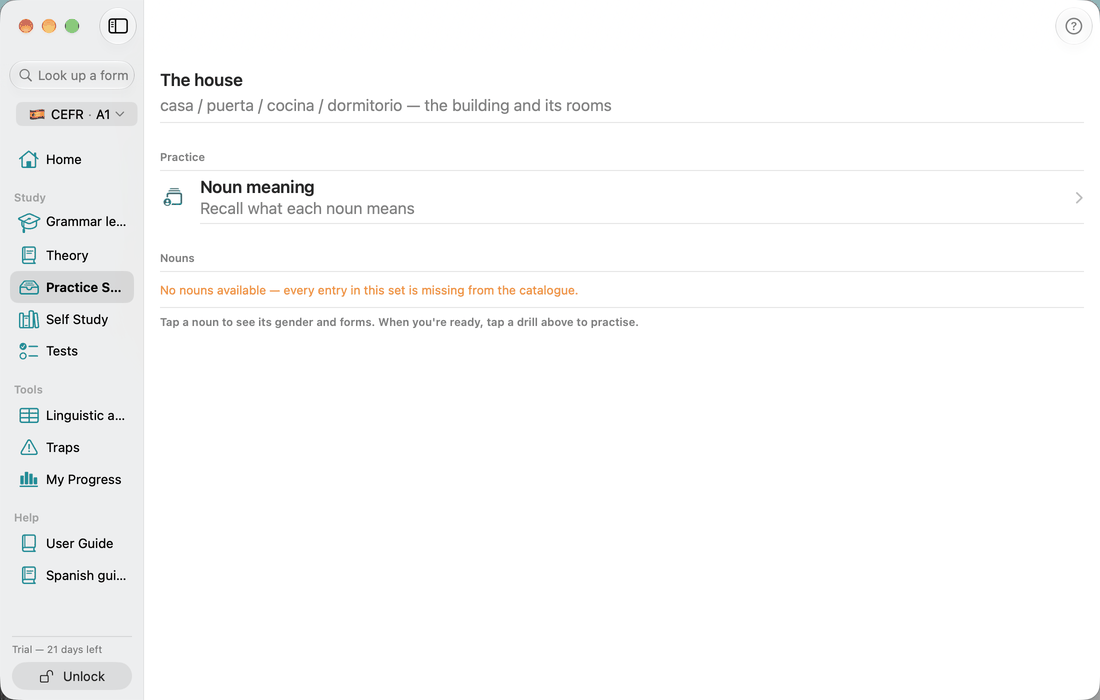 Look up a form
CEFR · A1
Home
Study
Grammar le...
Theory
Practice S...
Self Study
Tests
Tools
Linguistic a...
Traps
My Progress
Help
User Guide
Spanish gui...
Trial — 21 days left
Unlock
?
The house
casa / puerta / cocina / dormitorio — the building and its rooms
Practice
Noun meaning
Recall what each noun means
Nouns
No nouns available — every entry in this set is missing from the catalogue.
Tap a noun to see its gender and forms. When you're ready, tap a drill above to practise.